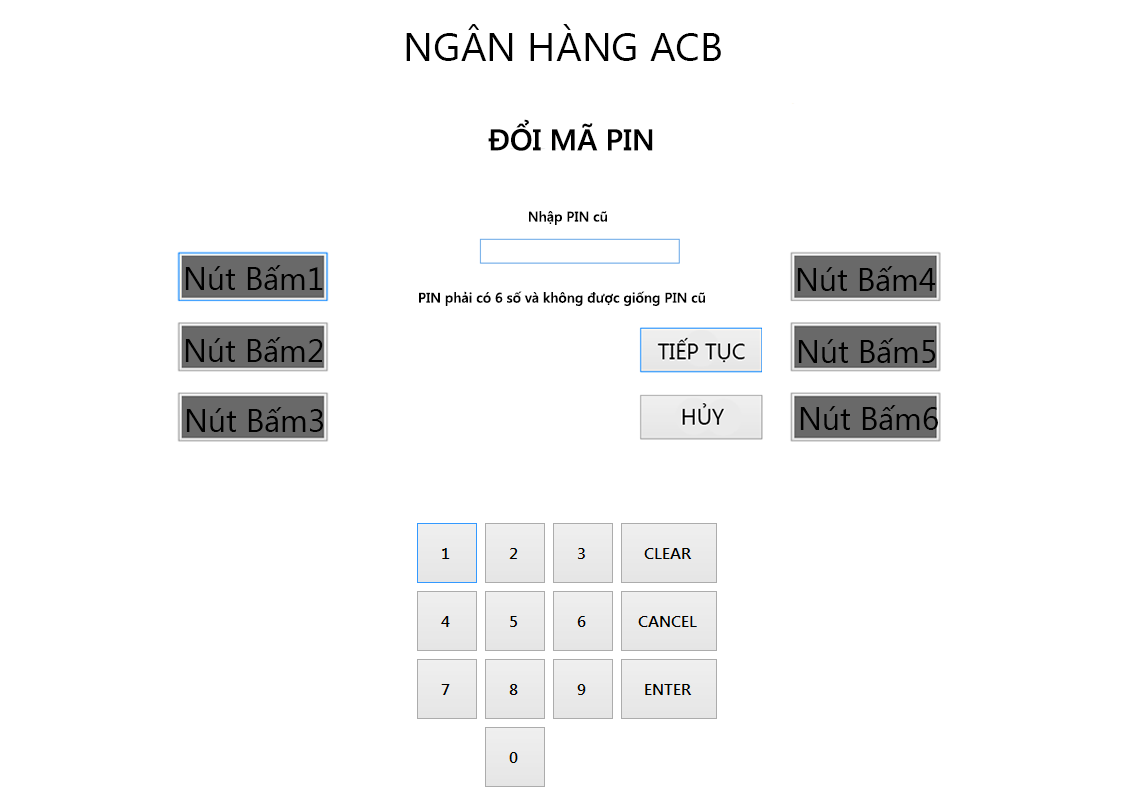 NGÂN HÀNG ACB
ĐỔI MÃ PIN
Nhập PIN cũ
Nút Bấm1
Nút Bấm4
PIN phải có 6 số và không được giống PIN cũ
Nút Bấm2
TIẾP TỤC
Nút Bấm5
Nút Bấm3
HỦY
Nút Bấm6
1 2 3 CLEAR
4 5 6 CANCEL
7 8 9 ENTER
0